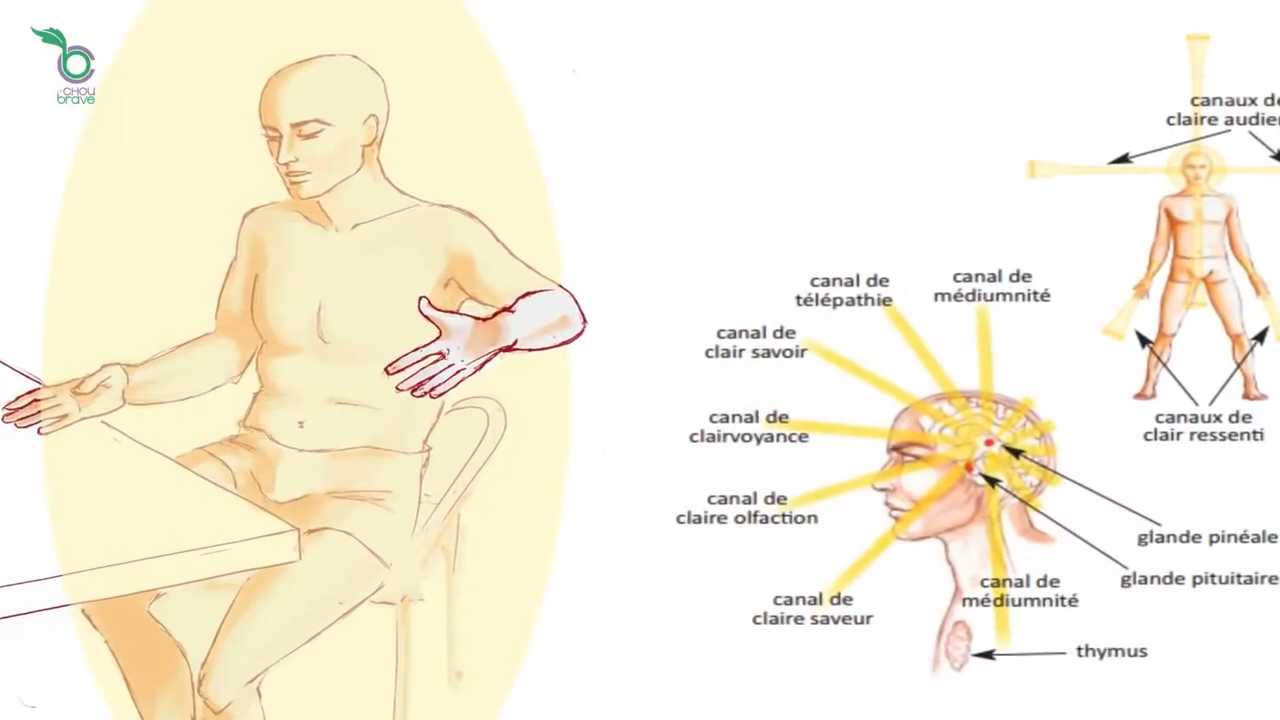 CHOU
brave
canaux de
claire audien
canal de
télépathie
canal de
médiumnité
canal de
clair savoir
canal de
clairvoyance
canaux de
clair ressenti
canal de
claire olfaction
glande pinéale
glande pituitaire
canal de
claire saveur
canal de
médiumnité
thymus